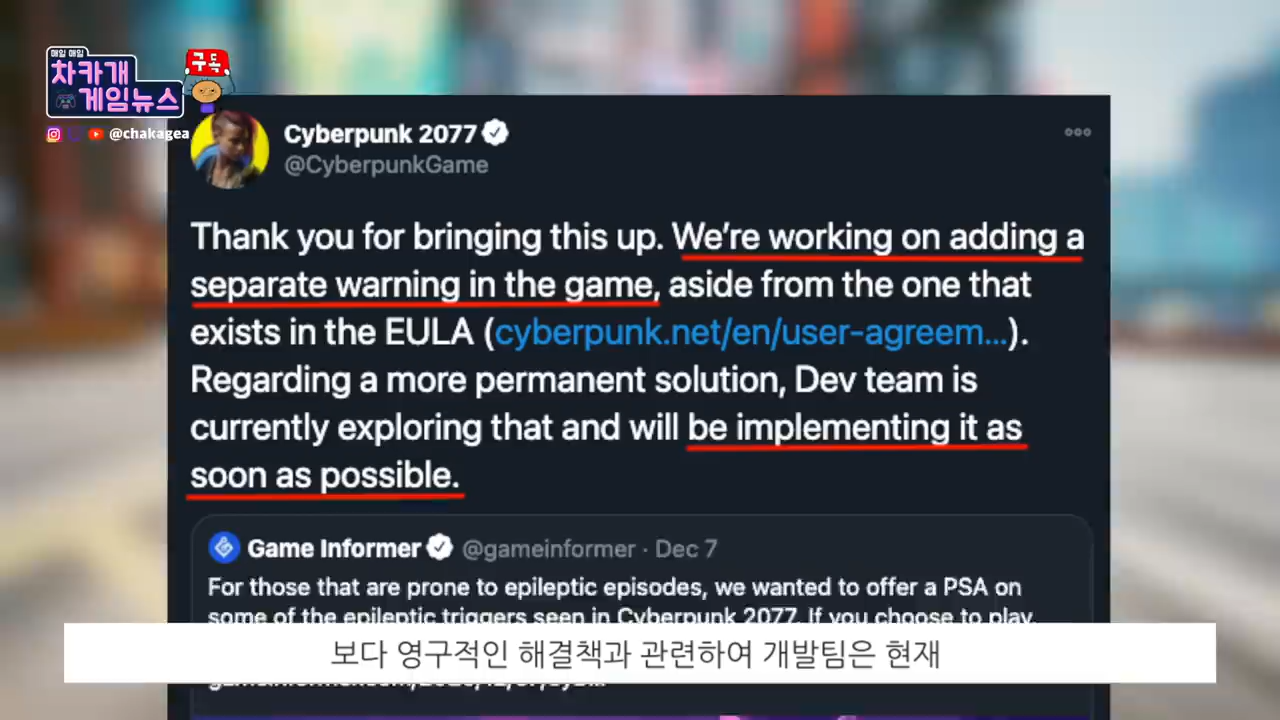 매일 매일
차카개
게임뉴스
구독
@chakagea
Cyberpunk 2077
@CyberpunkGame
Thank you for bringing this up. We're working on adding a
separate warning in the game, aside from the one that
exists in the EULA (cyberpunk.net/en/user-agreem...).
Regarding a more permanent solution, Dev team is
currently exploring that and will be implementing it as
soon as possible.
Game Informer @gameinformer · Dec 7
For those that are prone to epileptic episodes, we wanted to offer a PSA on
some of the epileptic triggers seen in Cyberpunk 2077. If you choose to play,
보다 영구적인 해결책과 관련하여 개발팀은 현재